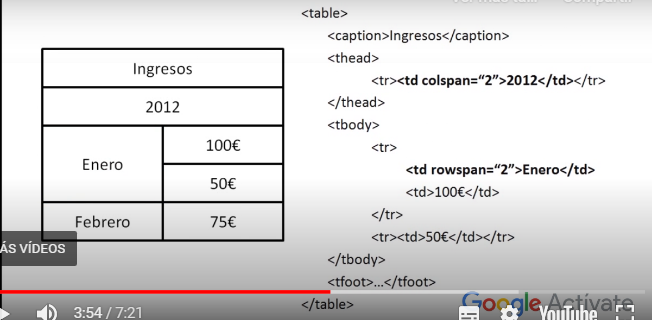 Ingresos
2012
Enero
100€
50€
Febrero
75€
<table>
<caption>Ingresos</caption>
<thead>
<tr><td colspan=“2”>2012</td></tr>
</thead>
<tbody>
<tr>
<td rowspan=“2”>Enero</td>
<td>100€</td>
</tr>
<tr><td>50€</td></tr>
</tbody>
<tfoot>…</tfoot>
</table>
ÁS VÍDEOS
Google Actívate
3:54 / 7:21
YouTube